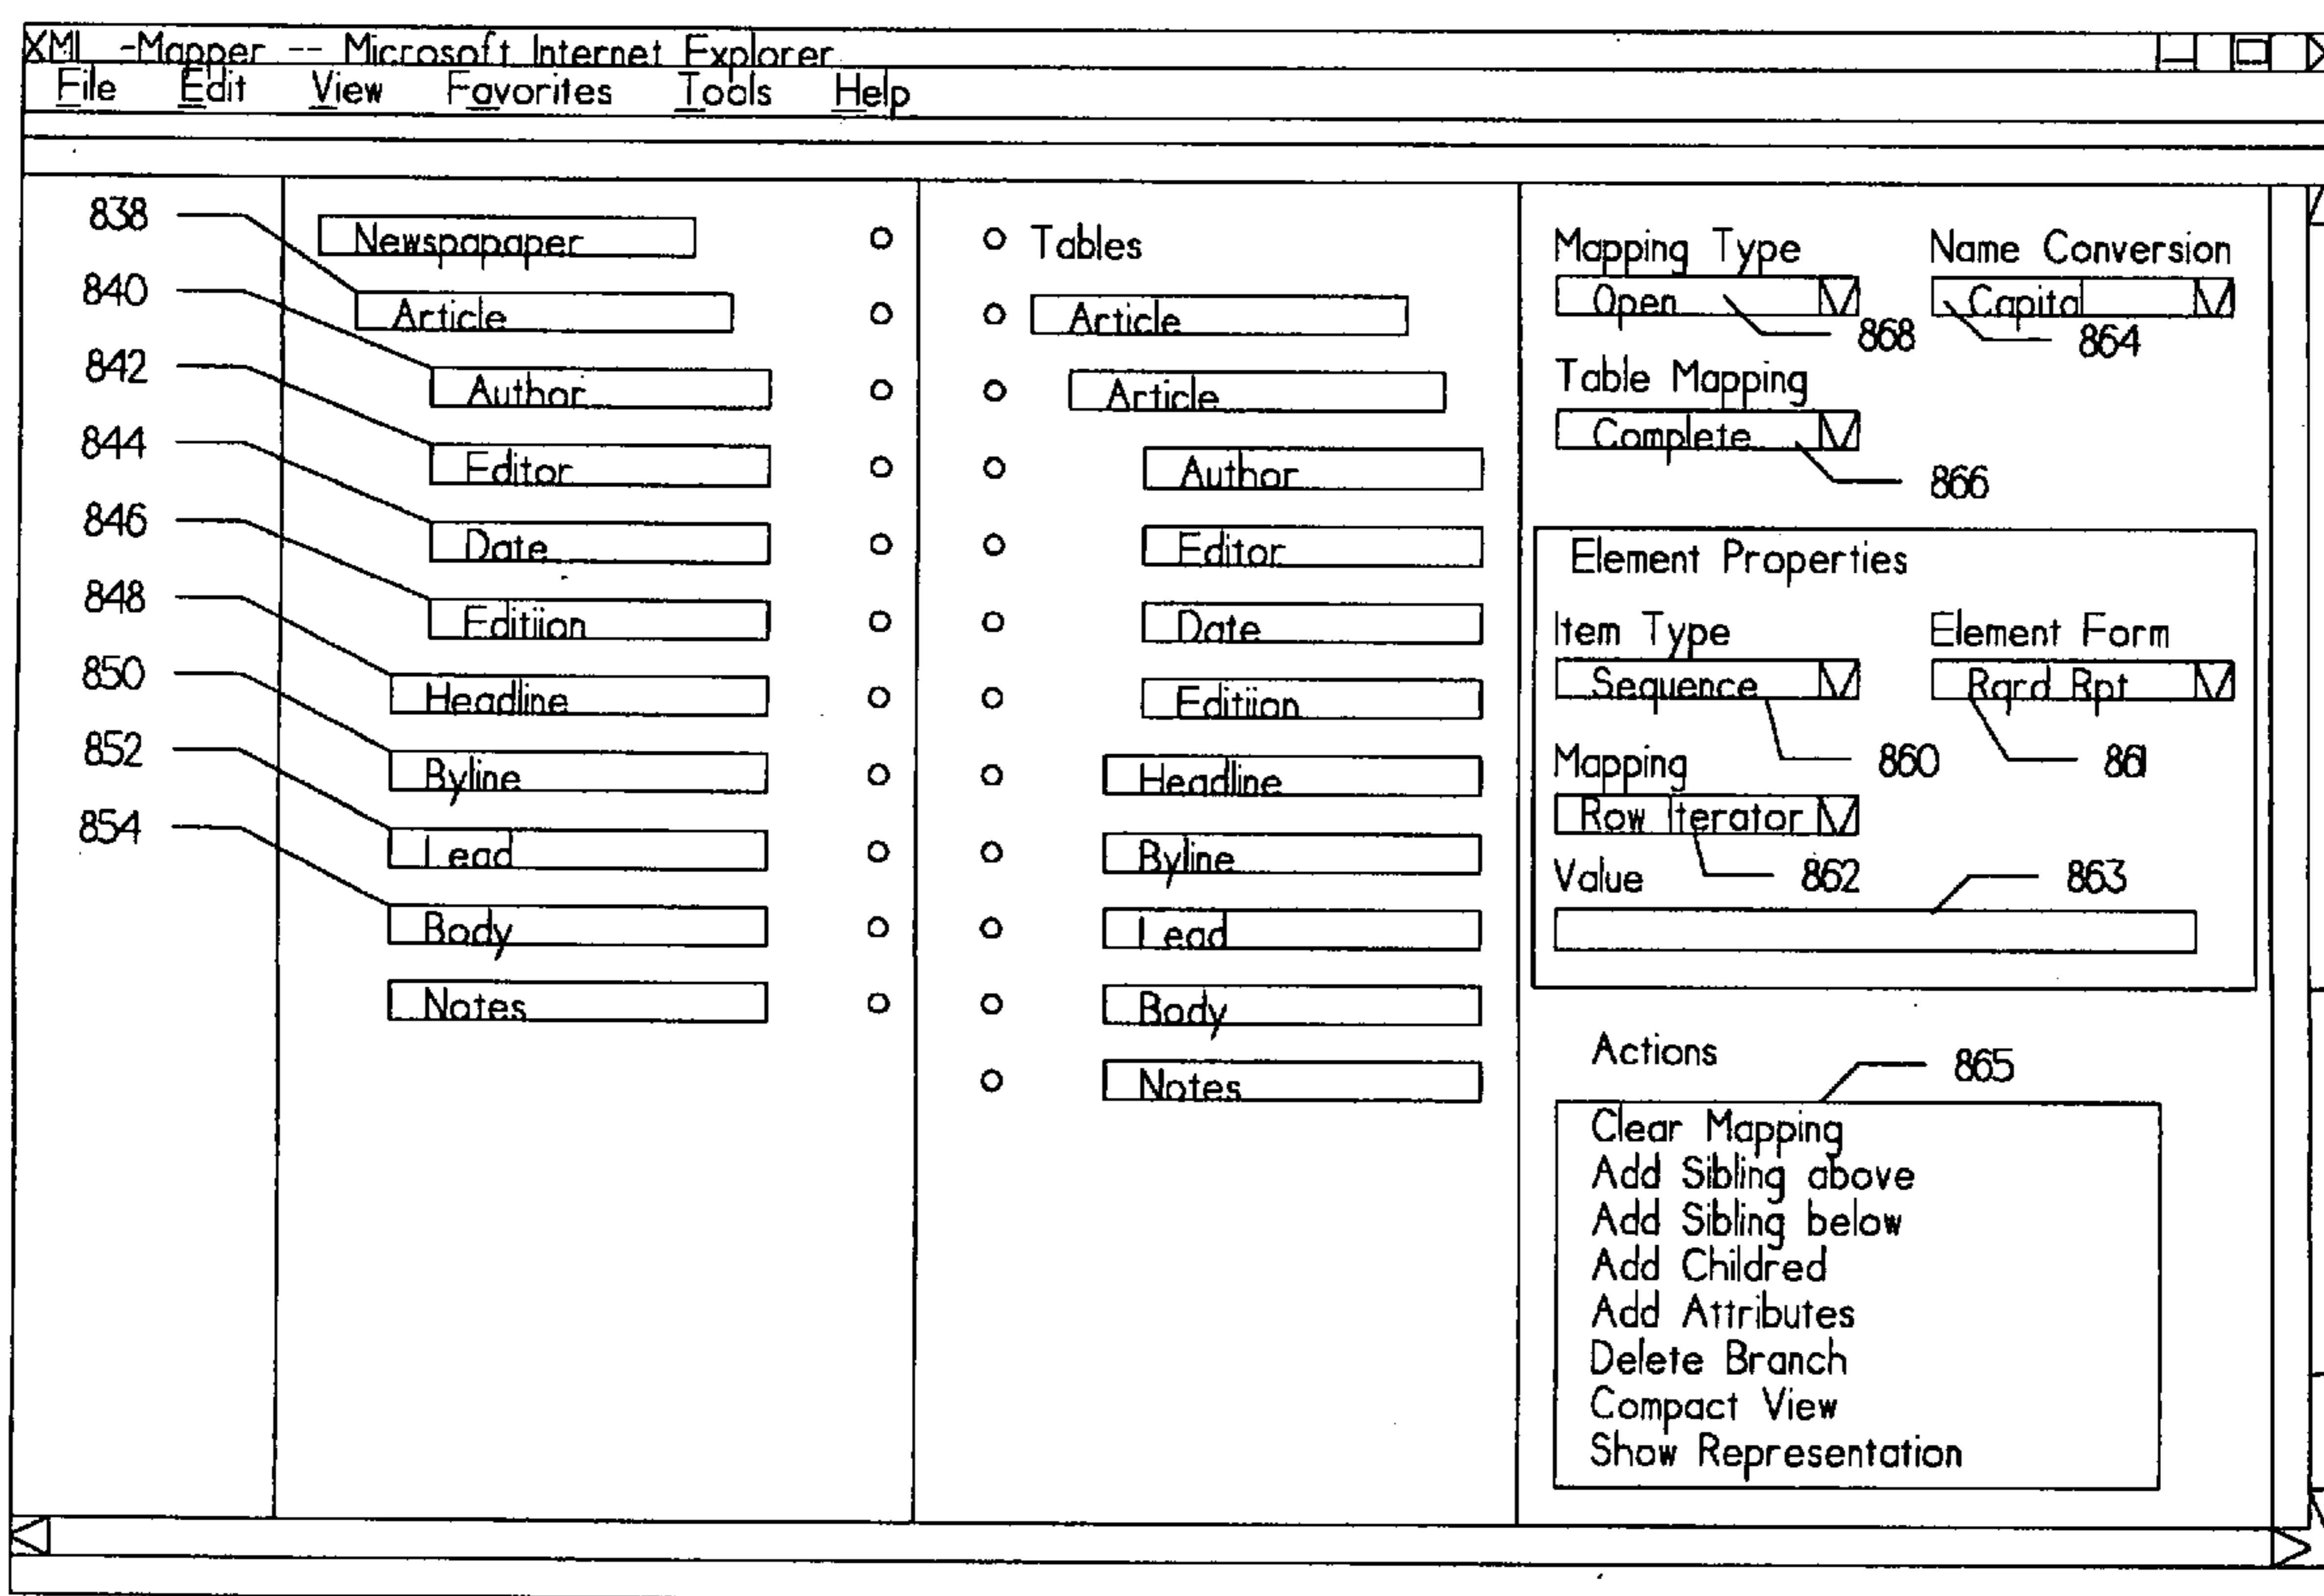 XML -Mapper -- Microsoft Internet Explorer
File Edit View Favorites Tools Help
838
840
842
844
846
848
850
852
854
Newspapaper
Article
Author
Editor
Date
Editiion
Headline
Byline
Lead
Body
Notes
Tables
Article
Article
Author
Editor
Date
Editiion
Headline
Byline
Lead
Body
Notes
Mapping Type Name Conversion
Open Capital
868 864
Table Mapping
Complete
866
Element Properties
Item Type Element Form
Sequence Rqrd Rpt
860 861
Mapping
Row Iterator
862 863
Value
Actions
865
Clear Mapping
Add Sibling above
Add Sibling below
Add Childred
Add Attributes
Delete Branch
Compact View
Show Representation